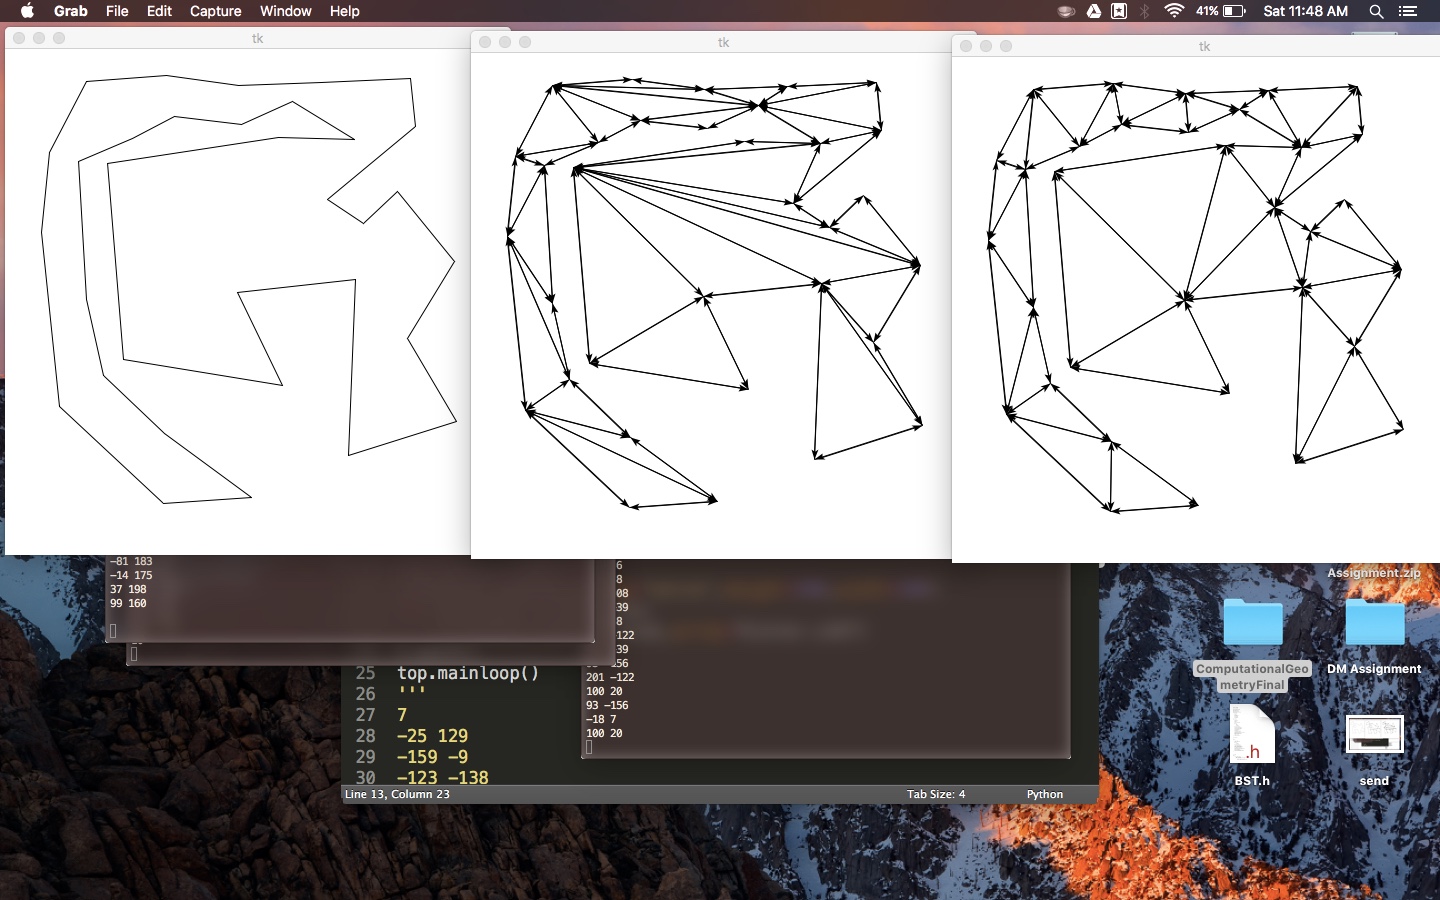 Grab File Edit Capture Window Help
41% Sat 11:48 AM
tk
tk
tk
-81 183
-14 175
37 198
99 160
6
8
08
39
8
122
39
156
201 -122
100 20
93 -156
-18 7
100 20
25 top.mainloop()
26 '''
27 7
28 -25 129
29 -159 -9
30 -123 -138
Line 13, Column 23 Tab Size: 4 Python
Assignment.zip
ComputationalGeo
metryFinal
DM Assignment
.h
BST.h
send